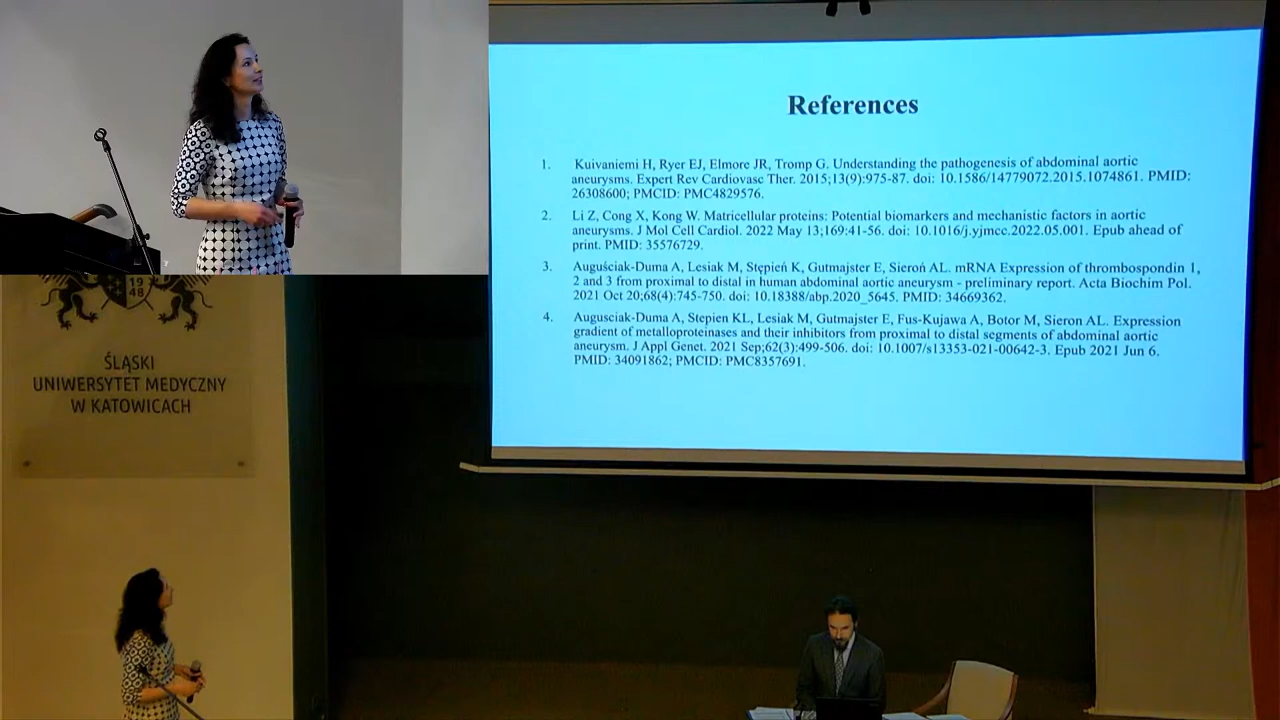 References
1. Kuivaniemi H, Ryer EJ, Elmore JR, Tromp G. Understanding the pathogenesis of abdominal aortic
aneurysms. Expert Rev Cardiovasc Ther. 2015;13(9):975-87. doi: 10.1586/14779072.2015.1074861. PMID:
26308600; PMCID: PMC4829576.
2. Li Z, Cong X, Kong W. Matricellular proteins: Potential biomarkers and mechanistic factors in aortic
aneurysms. J Mol Cell Cardiol. 2022 May 13;169:41-56. doi: 10.1016/j.yjmcc.2022.05.001. Epub ahead of
print. PMID: 35576729.
3. Auguściak-Duma A, Lesiak M, Stępień K, Gutmajster E, Sieroń AL. mRNA Expression of thrombospondin 1,
2 and 3 from proximal to distal in human abdominal aortic aneurysm - preliminary report. Acta Biochim Pol.
2021 Oct 20;68(4):745-750. doi: 10.18388/abp.2020_5645. PMID: 34669362.
4. Augusciak-Duma A, Stepien KL, Lesiak M, Gutmajster E, Fus-Kujawa A, Botor M, Sieron AL. Expression
gradient of metalloproteinases and their inhibitors from proximal to distal segments of abdominal aortic
aneurysm. J Appl Genet. 2021 Sep;62(3):499-506. doi: 10.1007/s13353-021-00642-3. Epub 2021 Jun 6.
PMID: 34091862; PMCID: PMC8357691.
19
48
ŚLĄSKI
UNIWERSYTET MEDYCZNY
W KATOWICACH